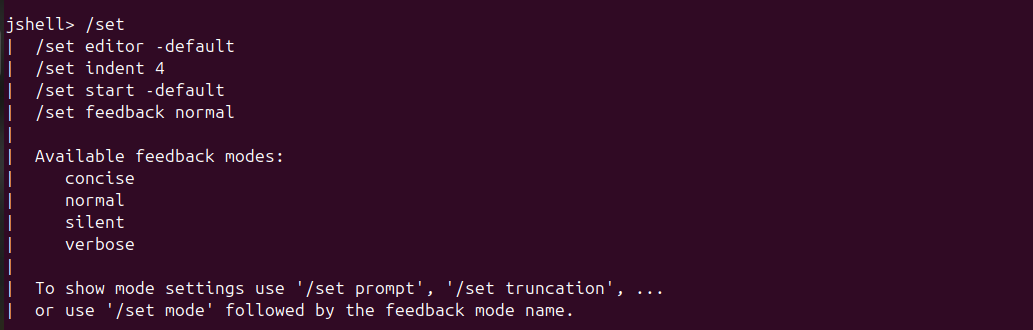 jshell> /set
|  /set editor -default
|  /set indent 4
|  /set start -default
|  /set feedback normal
|
|  Available feedback modes:
|     concise
|     normal
|     silent
|     verbose
|
|  To show mode settings use '/set prompt', '/set truncation', ...
|  or use '/set mode' followed by the feedback mode name.